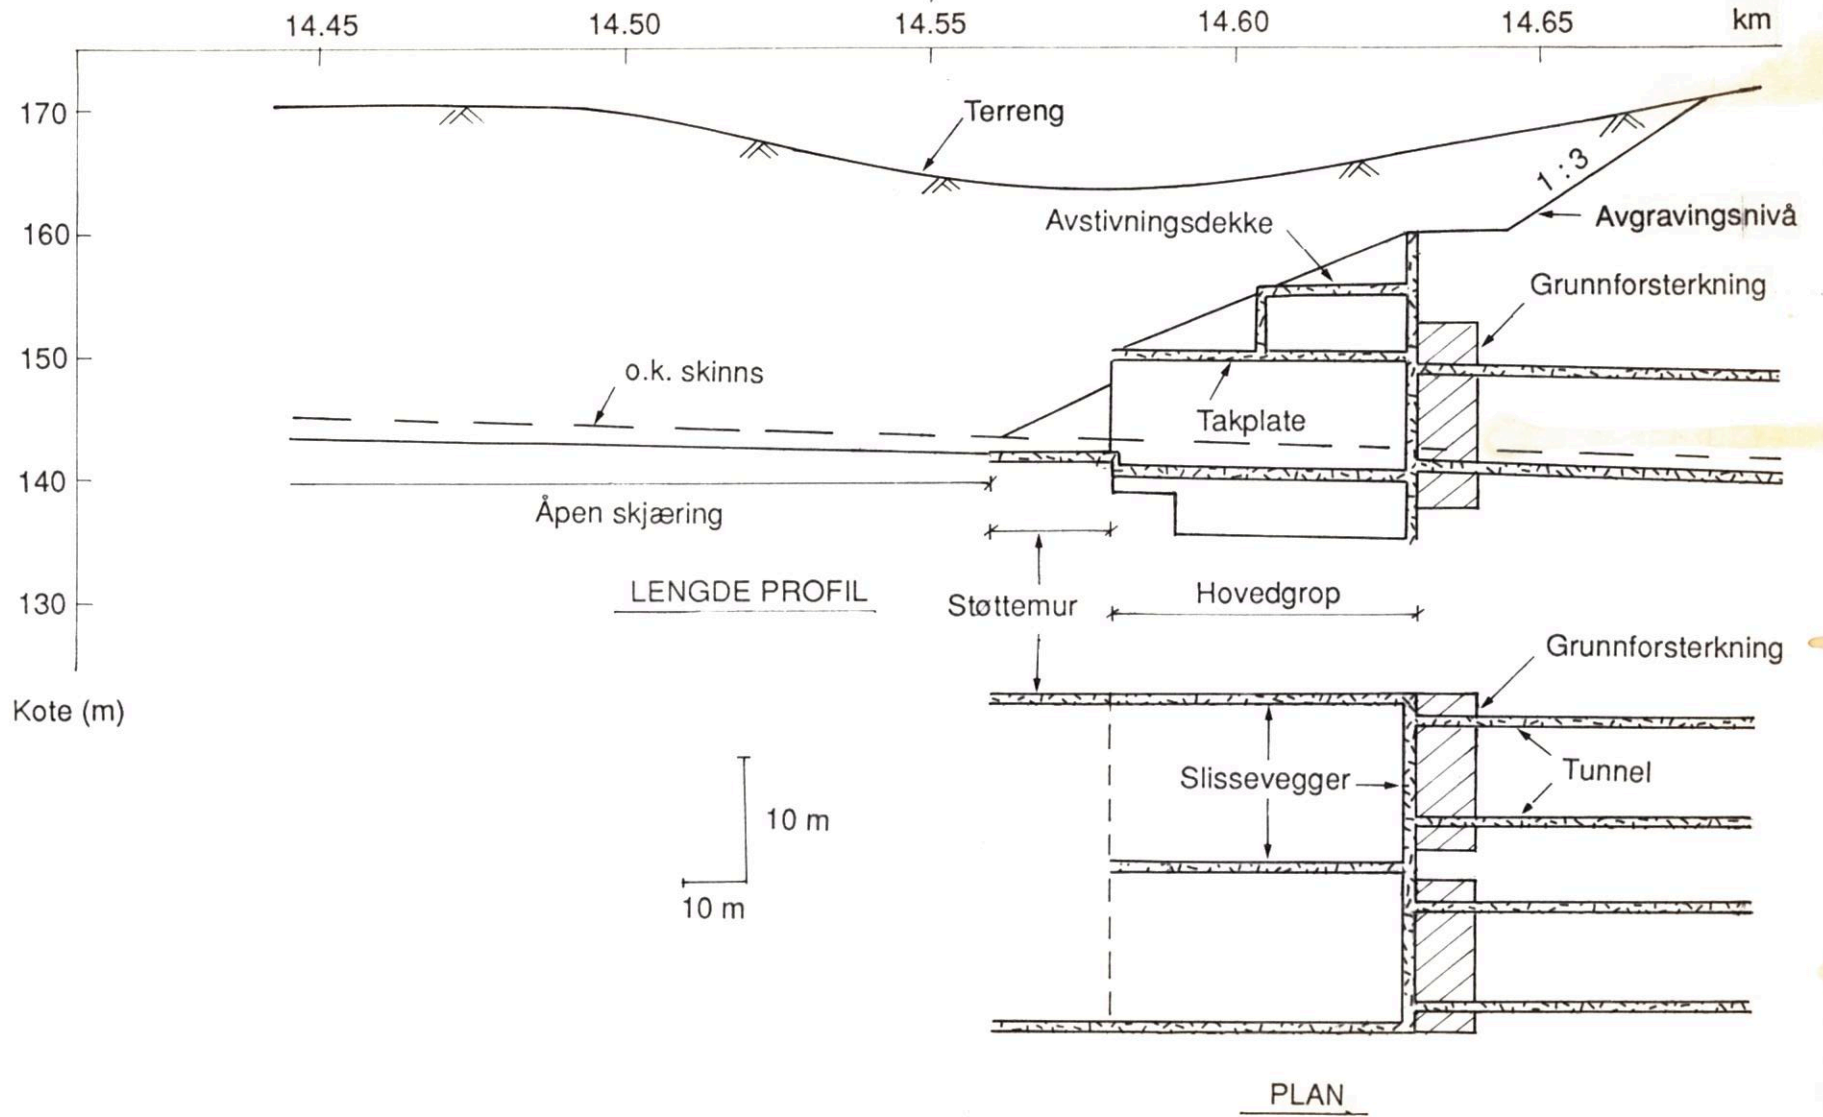 14.45 14.50 14.55 14.60 14.65 km
170
Terreng
1:3
160
Avstivningsdekke
Avgravingsnivå
Grunnforsterkning
150
o.k. skinns
Takplate
140
Åpen skjæring
130
LENGDE PROFIL
Støttemur
Hovedgrop
Grunnforsterkning
Kote (m)
Slissevegger
Tunnel
10 m
10 m
PLAN